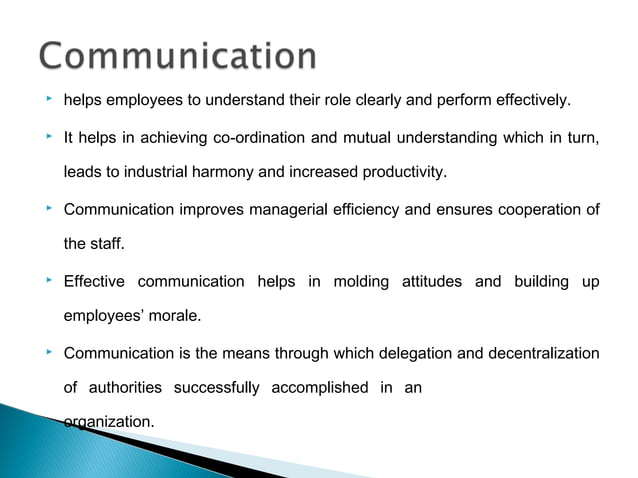 Communication
helps employees to understand their role clearly and perform effectively.
It helps in achieving co-ordination and mutual understanding which in turn,
leads to industrial harmony and increased productivity.
Communication improves managerial efficiency and ensures cooperation of
the staff.
Effective communication helps in molding attitudes and building up
employees’ morale.
Communication is the means through which delegation and decentralization
of authorities successfully accomplished in an
organization.